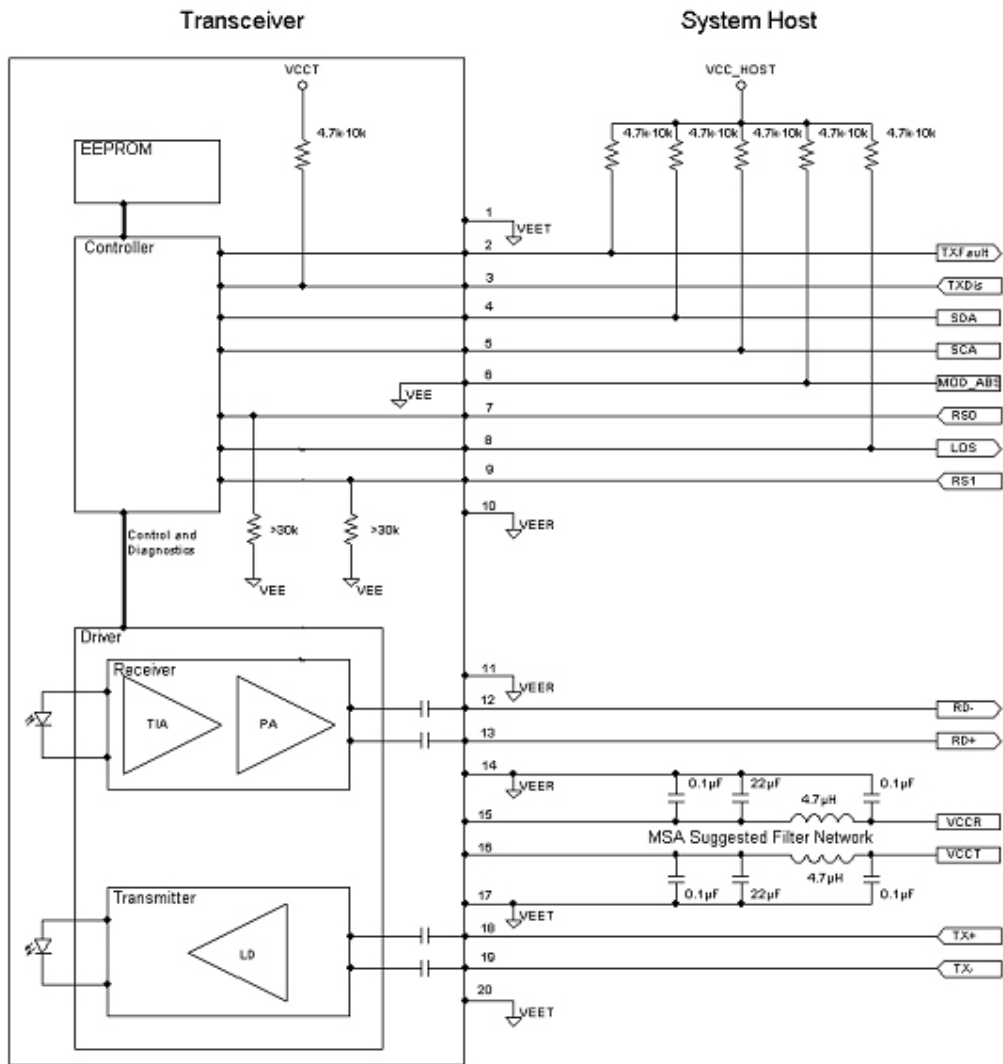 Transceiver
System Host
VCCT
VCC_HOST
4.7k-10k
4.7k-10k 4.7k-10k 4.7k-10k 4.7k-10k 4.7k-10k
EEPROM
1
VEET
Controller
2
TXFault
3
TXDis
4
SDA
5
SCA
6
VEE
MOD_ABS
7
RS0
8
LOS
9
RS1
10
VEER
Control and
Diagnostics
>30k
>30k
VEE
VEE
Driver
Receiver
11
VEER
TIA
PA
12
RD-
13
RD+
14
VEER
0.1µF
22µF
4.7µH
0.1µF
15
VCCR
MSA Suggested Filter Network
16
VCCT
4.7µH
0.1µF
22µF
0.1µF
17
VEET
Transmitter
LD
18
TX+
19
TX-
20
VEET